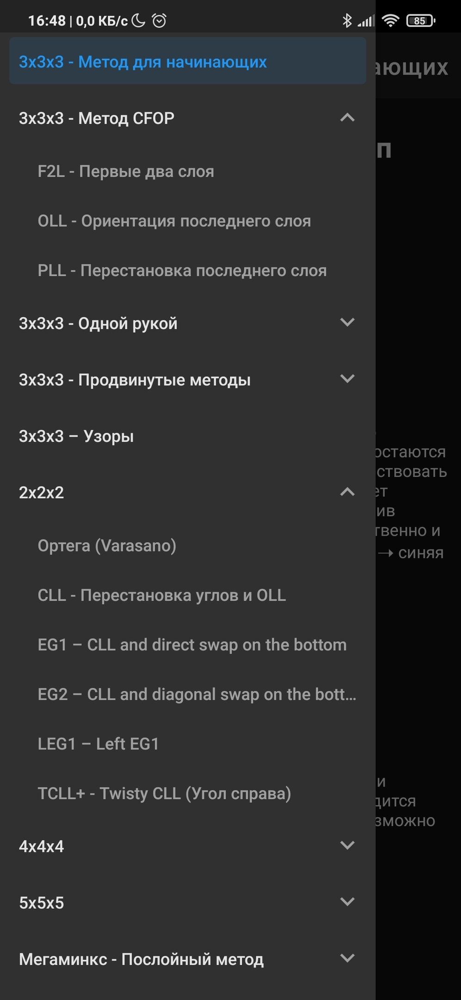 16:48 | 0,0 КБ/с
85
3x3x3 - Метод для начинающих
ающих
3x3x3 - Метод CFOP
F2L - Первые два слоя
OLL - Ориентация последнего слоя
PLL - Перестановка последнего слоя
3x3x3 - Одной рукой
3x3x3 - Продвинутые методы
3x3x3 – Узоры
2x2x2
Ортега (Varasano)
CLL - Перестановка углов и OLL
EG1 – CLL and direct swap on the bottom
EG2 – CLL and diagonal swap on the bott...
LEG1 – Left EG1
TCLL+ - Twisty CLL (Угол справа)
4x4x4
5x5x5
Мегаминкс - Послойный метод
п
остаются
ствовать
ет
ив
твенно и
→ синяя
и
дится
зможно